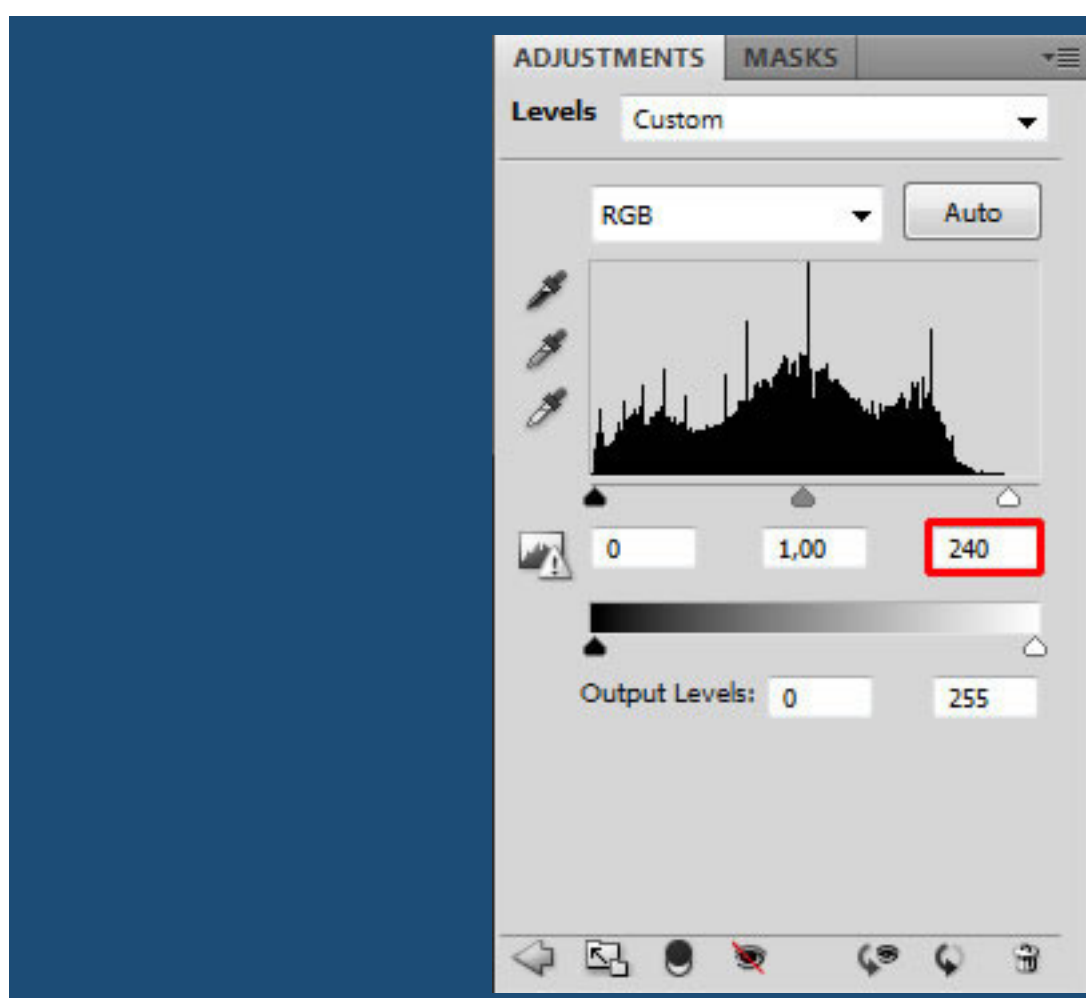 ADJUSTMENTS MASKS
Levels Custom
RGB Auto
0 1,00 240
Output Levels: 0 255